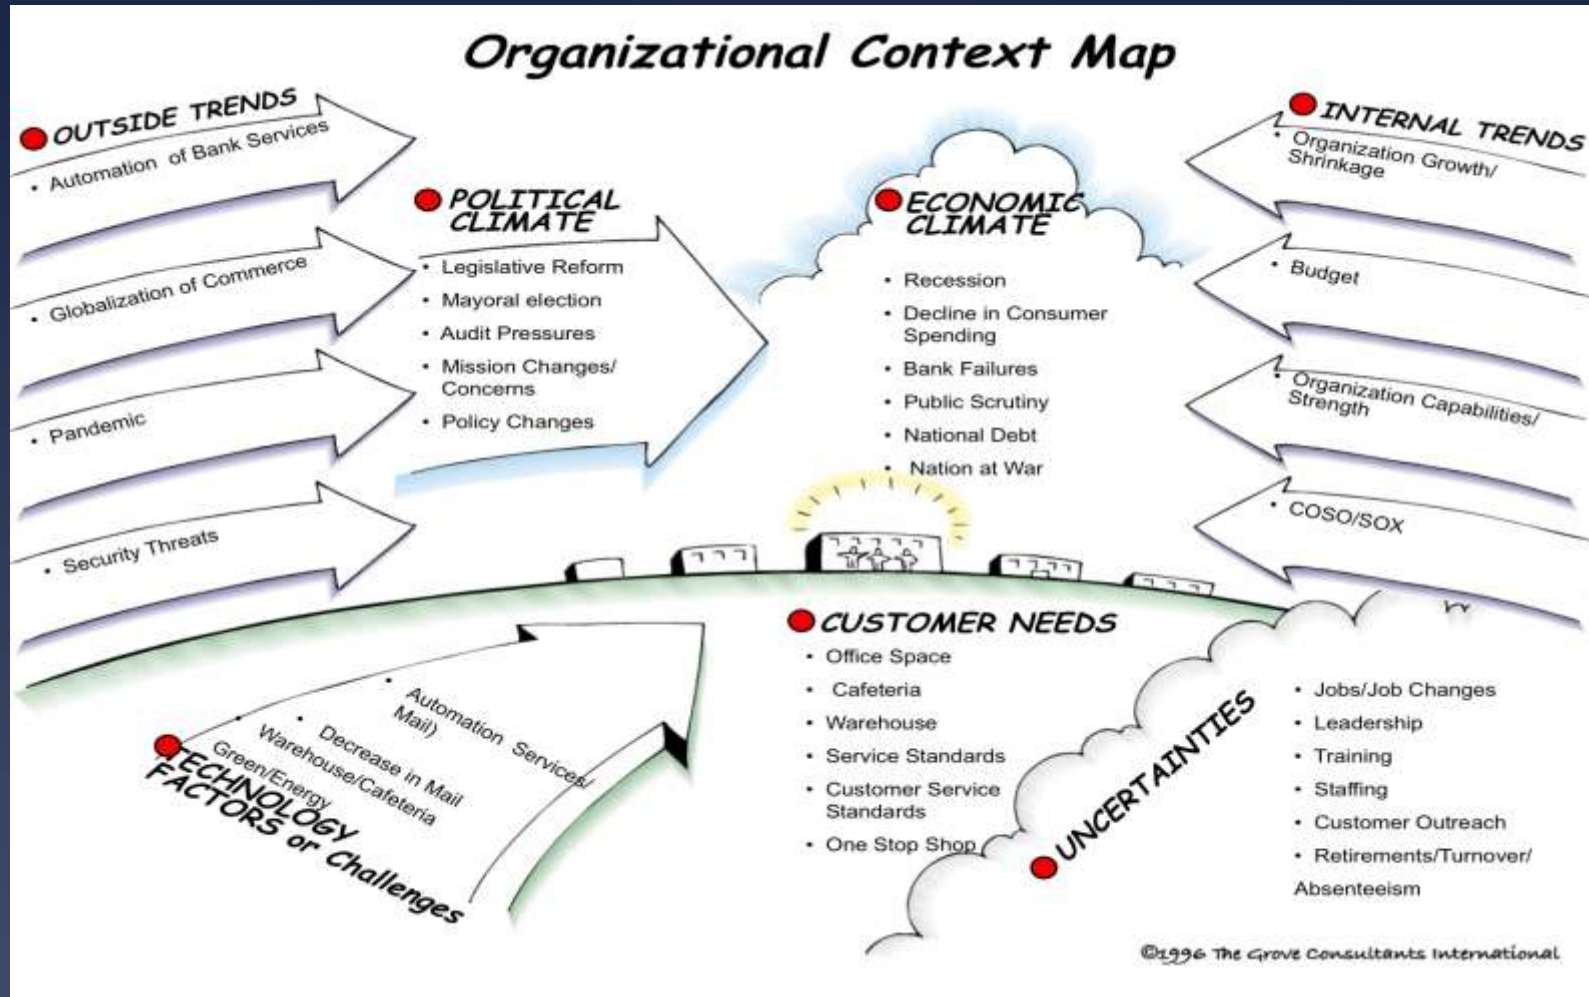 Organizational Context Map
OUTSIDE TRENDS
• Automation of Bank Services
• Globalization of Commerce
• Pandemic
• Security Threats
POLITICAL
CLIMATE
• Legislative Reform
• Mayoral election
• Audit Pressures
• Mission Changes/
Concerns
• Policy Changes
ECONOMIC
CLIMATE
• Recession
• Decline in Consumer
Spending
• Bank Failures
• Public Scrutiny
• National Debt
• Nation at War
INTERNAL TRENDS
• Organization Growth/
Shrinkage
• Budget
• Organization Capabilities/
Strength
• COSO/SOX
TECHNOLOGY
FACTORS or Challenges
• Automation Services/
Mail)
• Decrease in Mail
• Warehouse/Cafeteria
Green/Energy
CUSTOMER NEEDS
• Office Space
• Cafeteria
• Warehouse
• Service Standards
• Customer Service
Standards
• One Stop Shop
UNCERTAINTIES
• Jobs/Job Changes
• Leadership
• Training
• Staffing
• Customer Outreach
• Retirements/Turnover/
Absenteeism
©1996 The Grove Consultants International